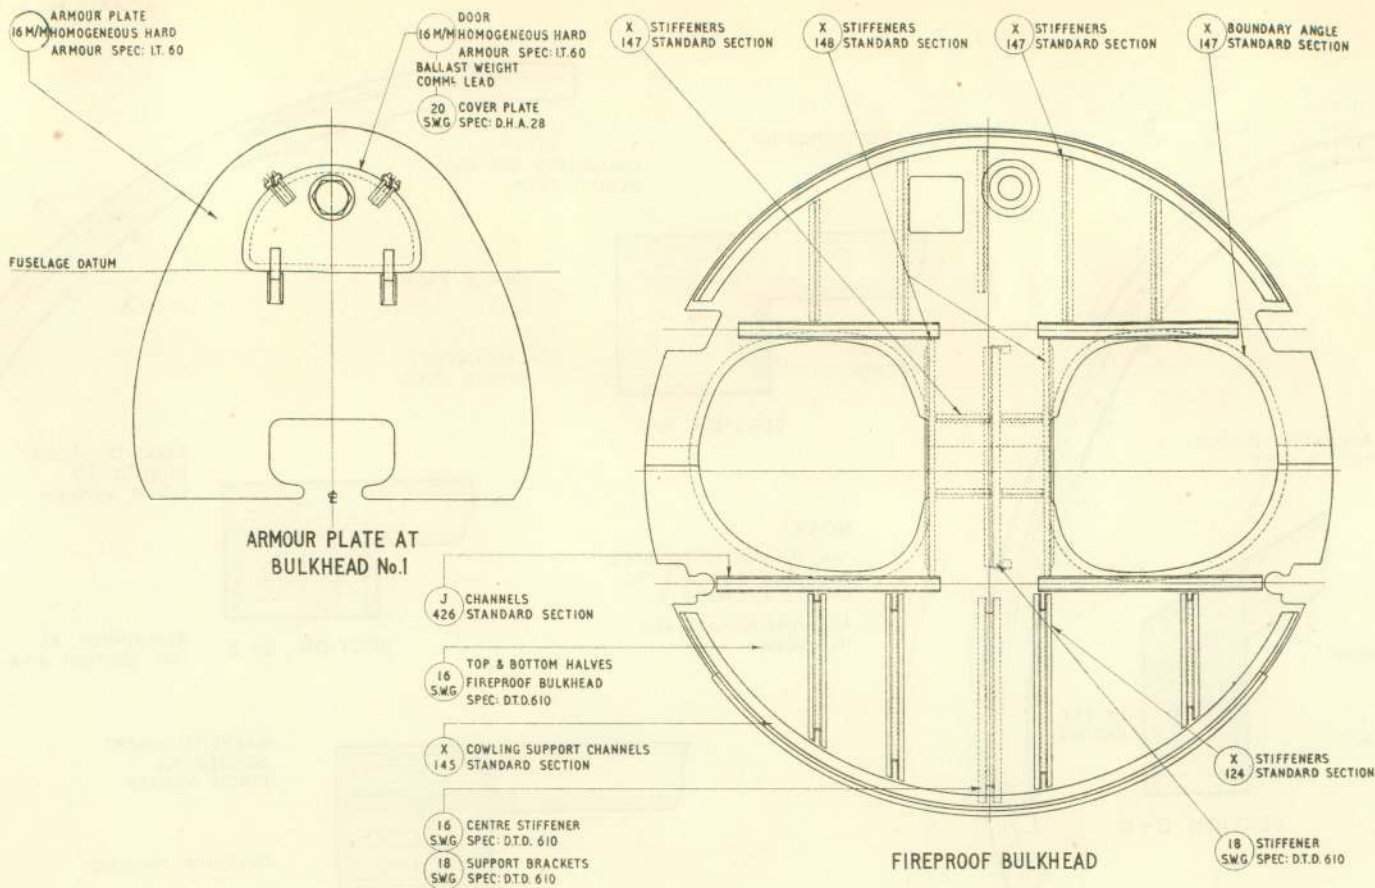 16 M/M ARMOUR PLATE
HOMOGENEOUS HARD
ARMOUR SPEC: I.T. 60
16 M/M DOOR
HOMOGENEOUS HARD
ARMOUR SPEC: I.T. 60
BALLAST WEIGHT
COMML LEAD
20 S.W.G COVER PLATE
SPEC: D.H.A. 28
X 147 STIFFENERS
STANDARD SECTION
X 148 STIFFENERS
STANDARD SECTION
X 147 STIFFENERS
STANDARD SECTION
X 147 BOUNDARY ANGLE
STANDARD SECTION
FUSELAGE DATUM
℄
ARMOUR PLATE AT
BULKHEAD No.1
J 426 CHANNELS
STANDARD SECTION
16 S.W.G TOP & BOTTOM HALVES
FIREPROOF BULKHEAD
SPEC: D.T.D. 610
X 145 COWLING SUPPORT CHANNELS
STANDARD SECTION
16 S.W.G CENTRE STIFFENER
SPEC: D.T.D. 610
18 S.W.G SUPPORT BRACKETS
SPEC: D.T.D. 610
X 124 STIFFENERS
STANDARD SECTION
18 S.W.G STIFFENER
SPEC: D.T.D. 610
FIREPROOF BULKHEAD